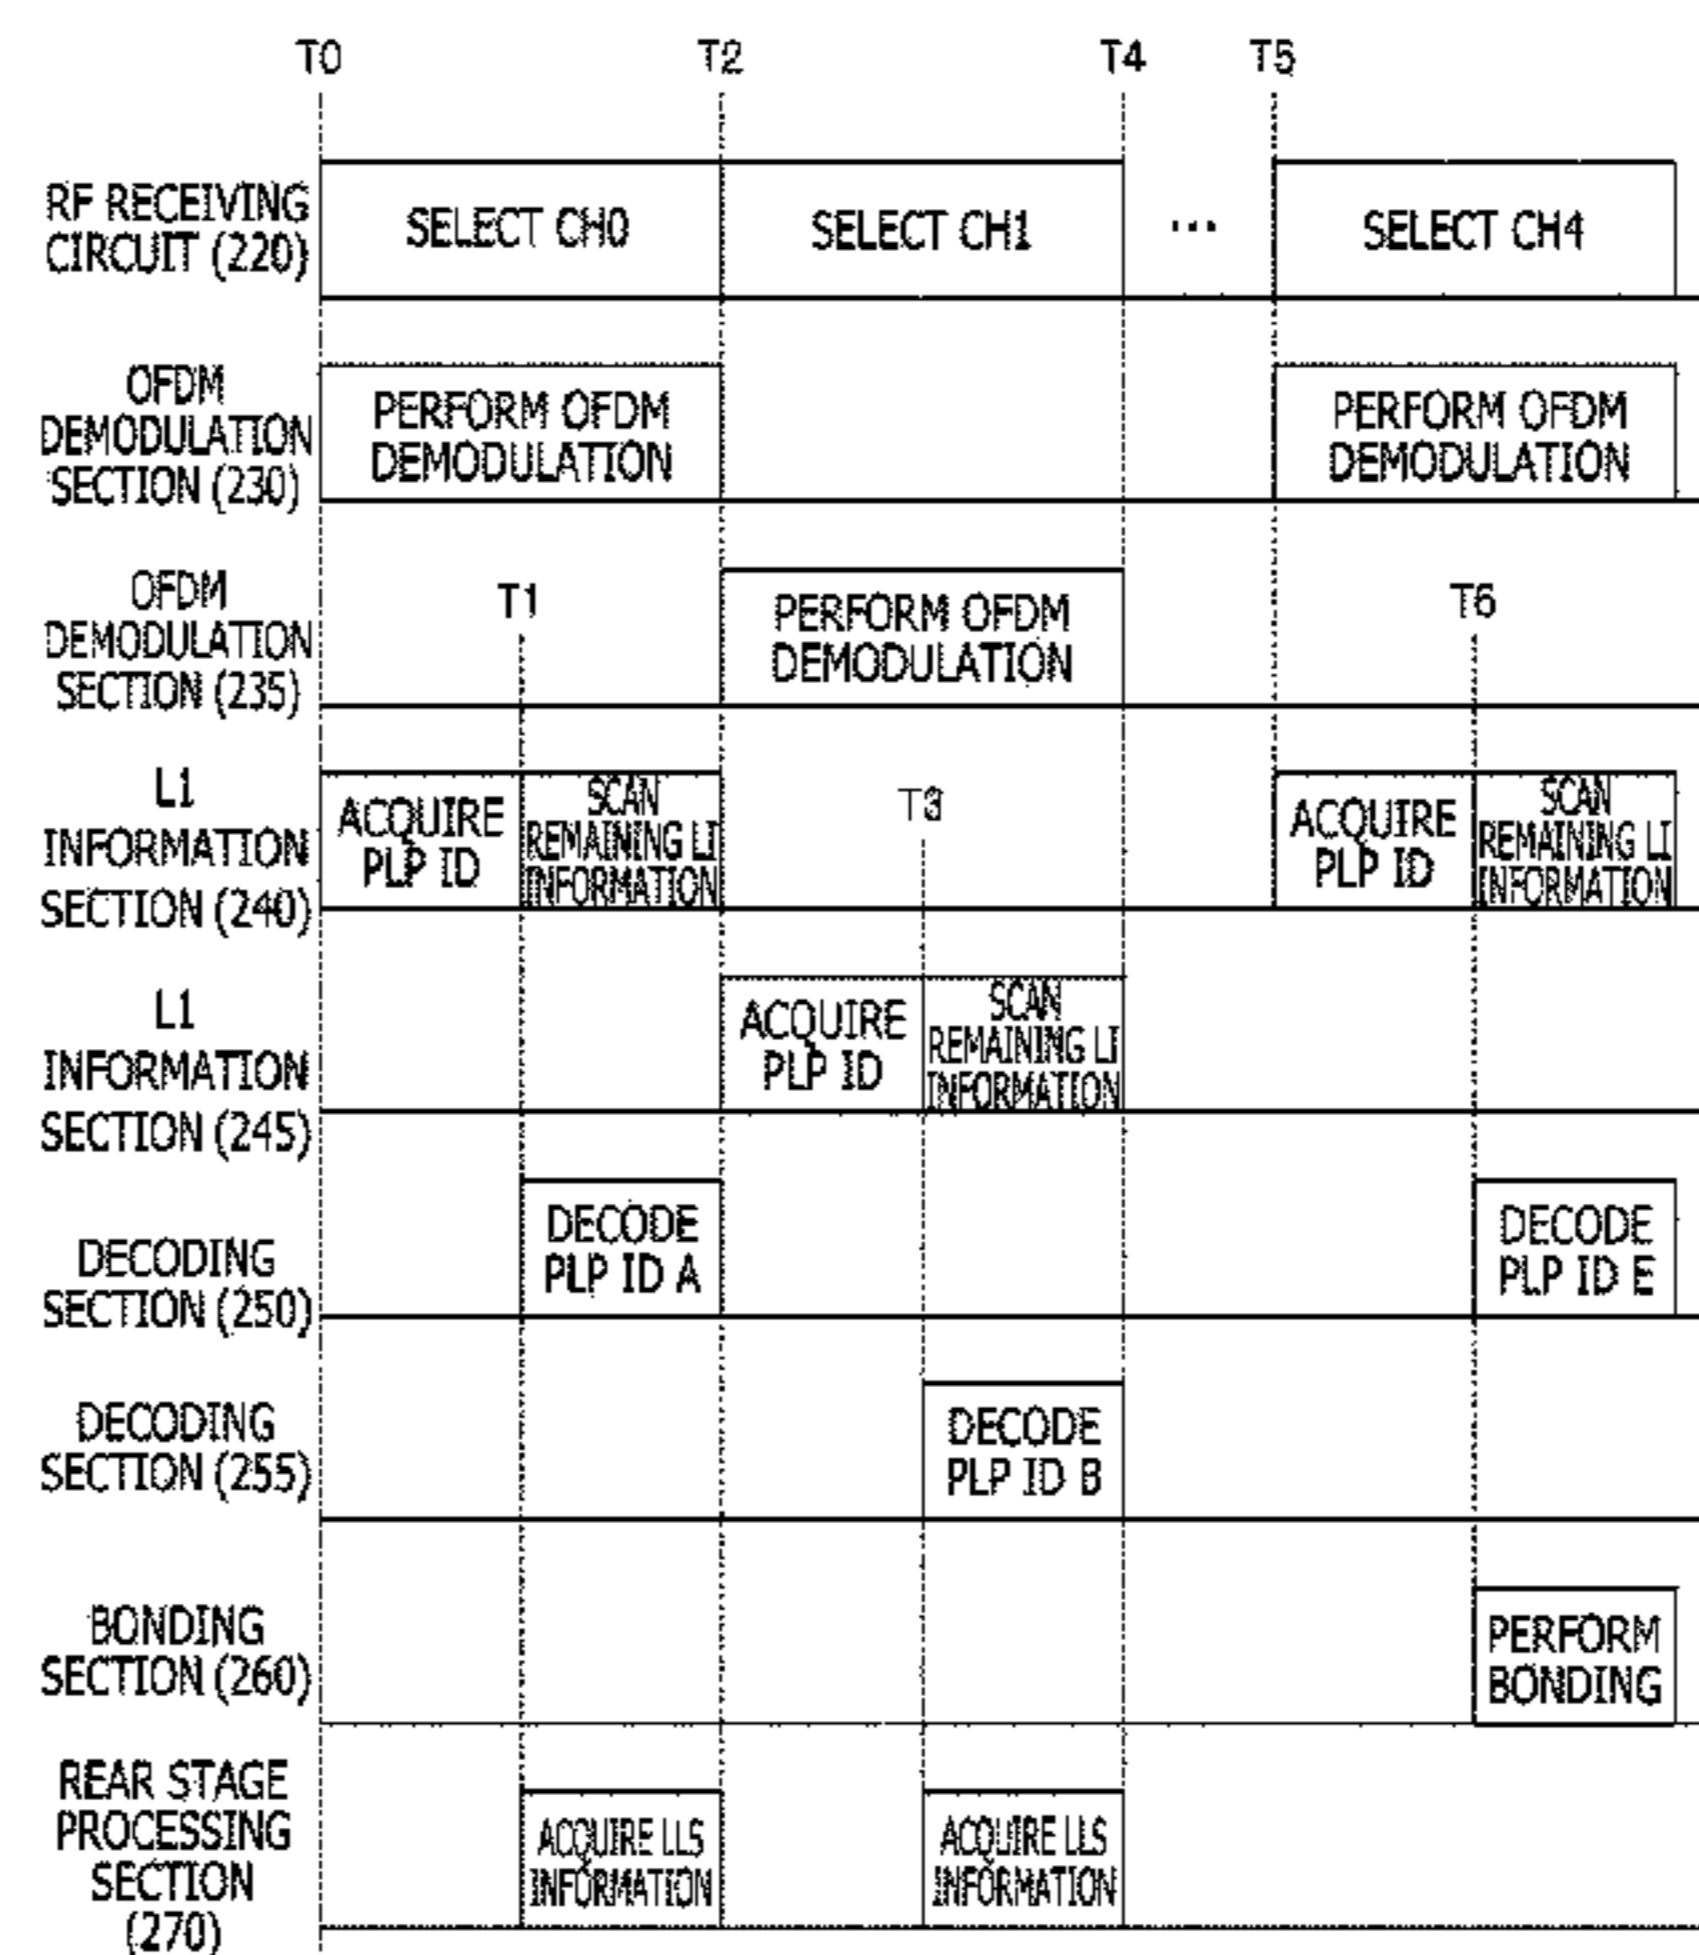 T0 T2 T4 T5
RF RECEIVING
CIRCUIT (220)
SELECT CH0
SELECT CH1
...
SELECT CH4
OFDM
DEMODULATION
SECTION (230)
PERFORM OFDM
DEMODULATION
PERFORM OFDM
DEMODULATION
OFDM
DEMODULATION
SECTION (235)
T1
PERFORM OFDM
DEMODULATION
T6
L1
INFORMATION
SECTION (240)
ACQUIRE
PLP ID
SCAN
REMAINING LI
INFORMATION
T3
ACQUIRE
PLP ID
SCAN
REMAINING LI
INFORMATION
L1
INFORMATION
SECTION (245)
ACQUIRE
PLP ID
SCAN
REMAINING LI
INFORMATION
DECODING
SECTION (250)
DECODE
PLP ID A
DECODE
PLP ID E
DECODING
SECTION (255)
DECODE
PLP ID B
BONDING
SECTION (260)
PERFORM
BONDING
REAR STAGE
PROCESSING
SECTION
(270)
ACQUIRE LLS
INFORMATION
ACQUIRE LLS
INFORMATION